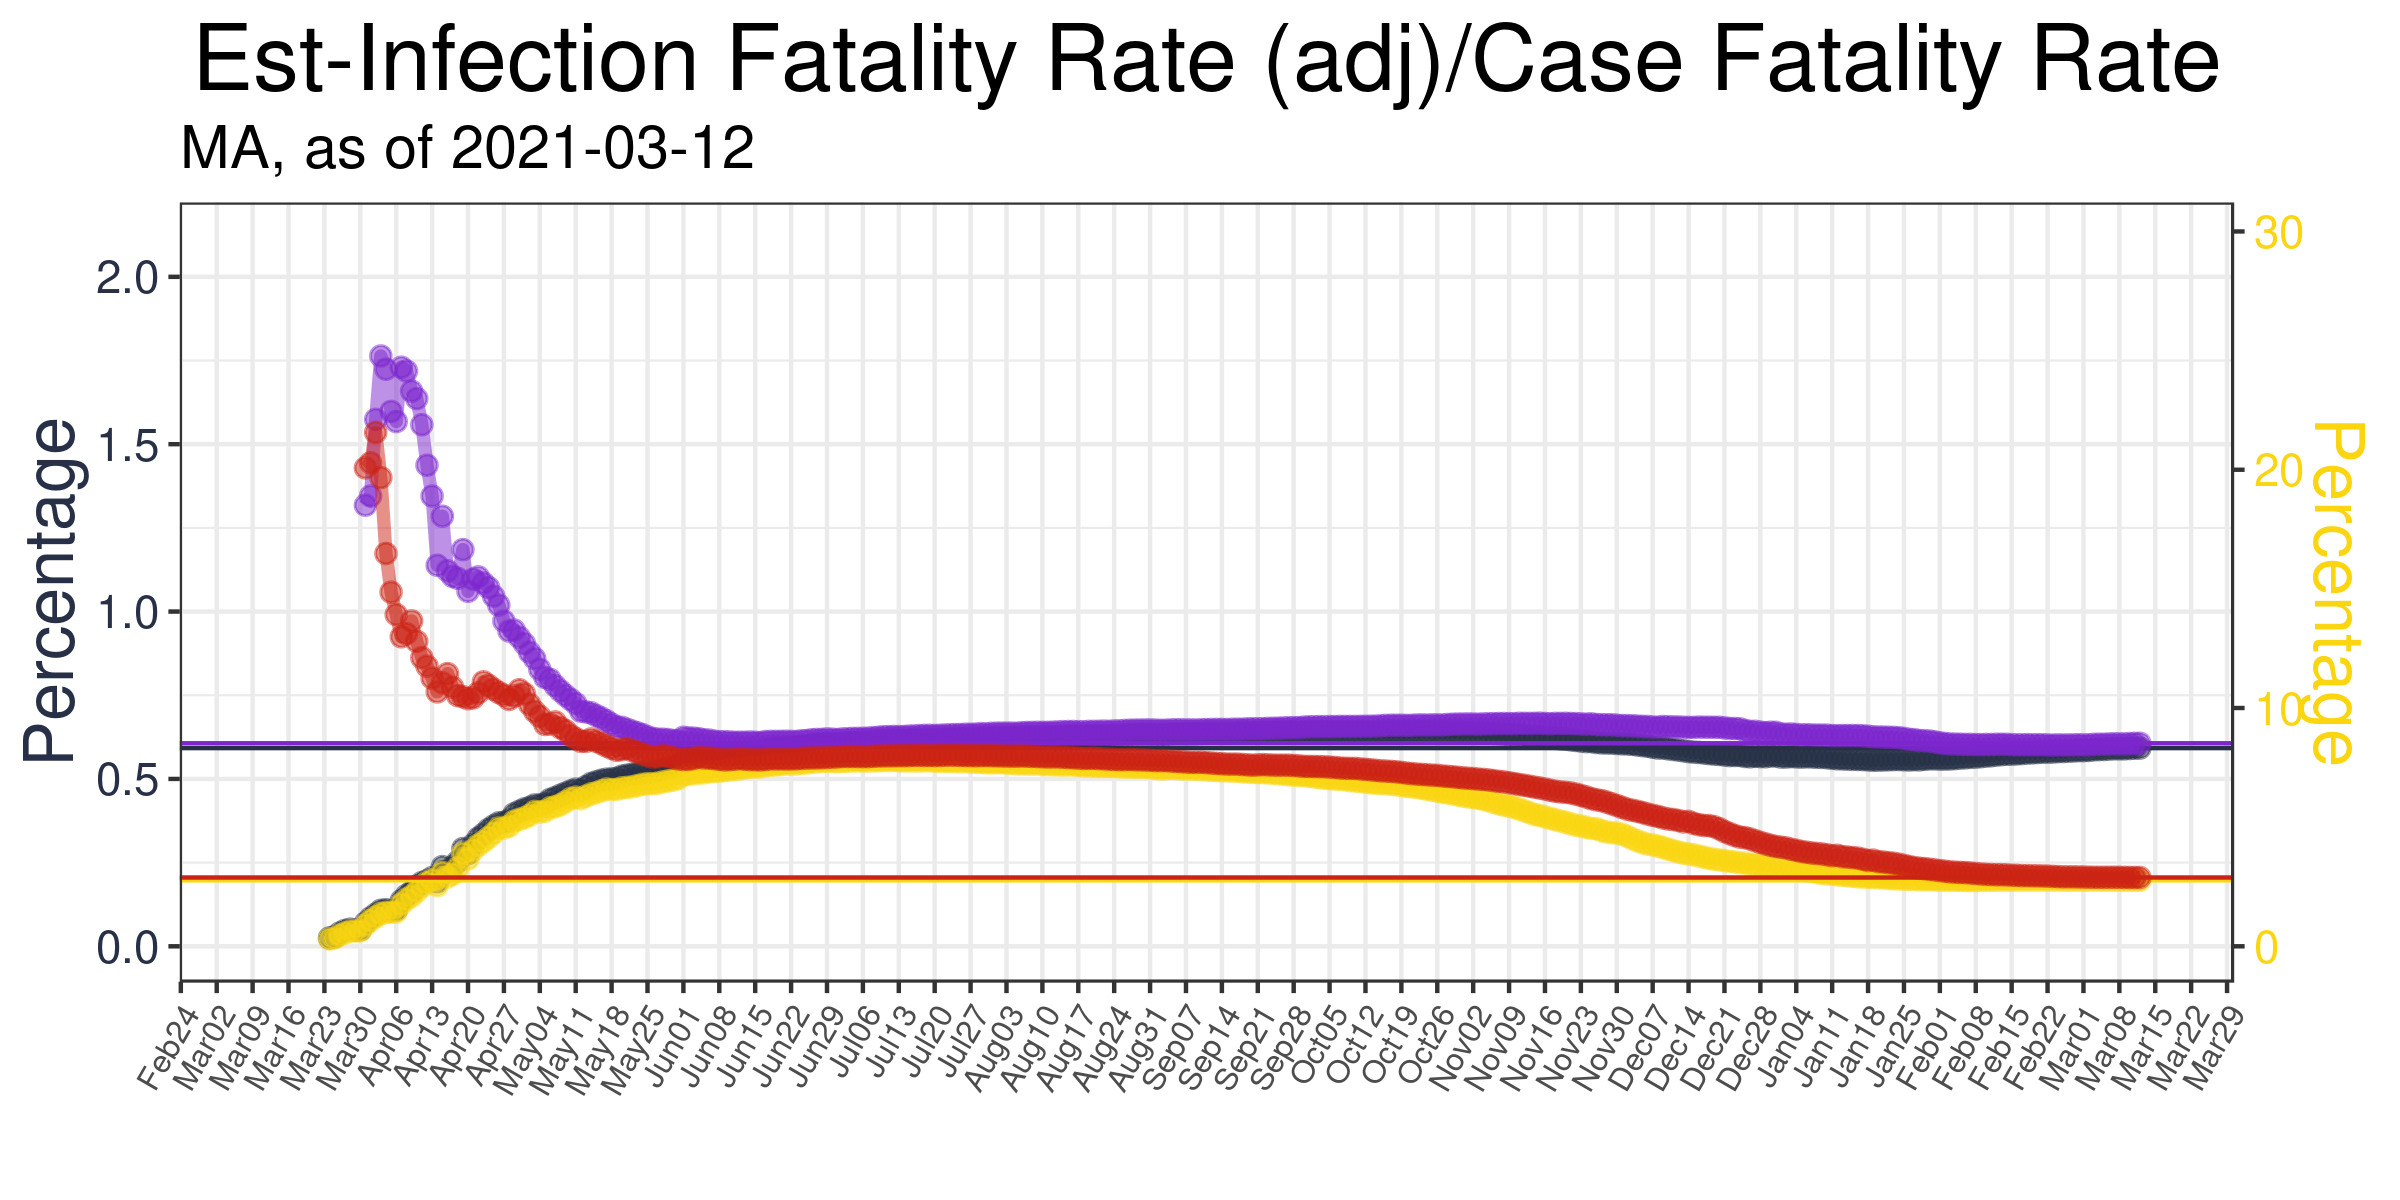 Est-Infection Fatality Rate (adj)/Case Fatality Rate
MA, as of 2021-03-12
Percentage
2.0
1.5
1.0
0.5
0.0
30
20
10
0
Percentage
Feb24
Mar02
Mar09
Mar16
Mar23
Mar30
Apr06
Apr13
Apr20
Apr27
May04
May11
May18
May25
Jun01
Jun08
Jun15
Jun22
Jun29
Jul06
Jul13
Jul20
Jul27
Aug03
Aug10
Aug17
Aug24
Aug31
Sep07
Sep14
Sep21
Sep28
Oct05
Oct12
Oct19
Oct26
Nov02
Nov09
Nov16
Nov23
Nov30
Dec07
Dec14
Dec21
Dec28
Jan04
Jan11
Jan18
Jan25
Feb01
Feb08
Feb15
Feb22
Mar01
Mar08
Mar15
Mar22
Mar29